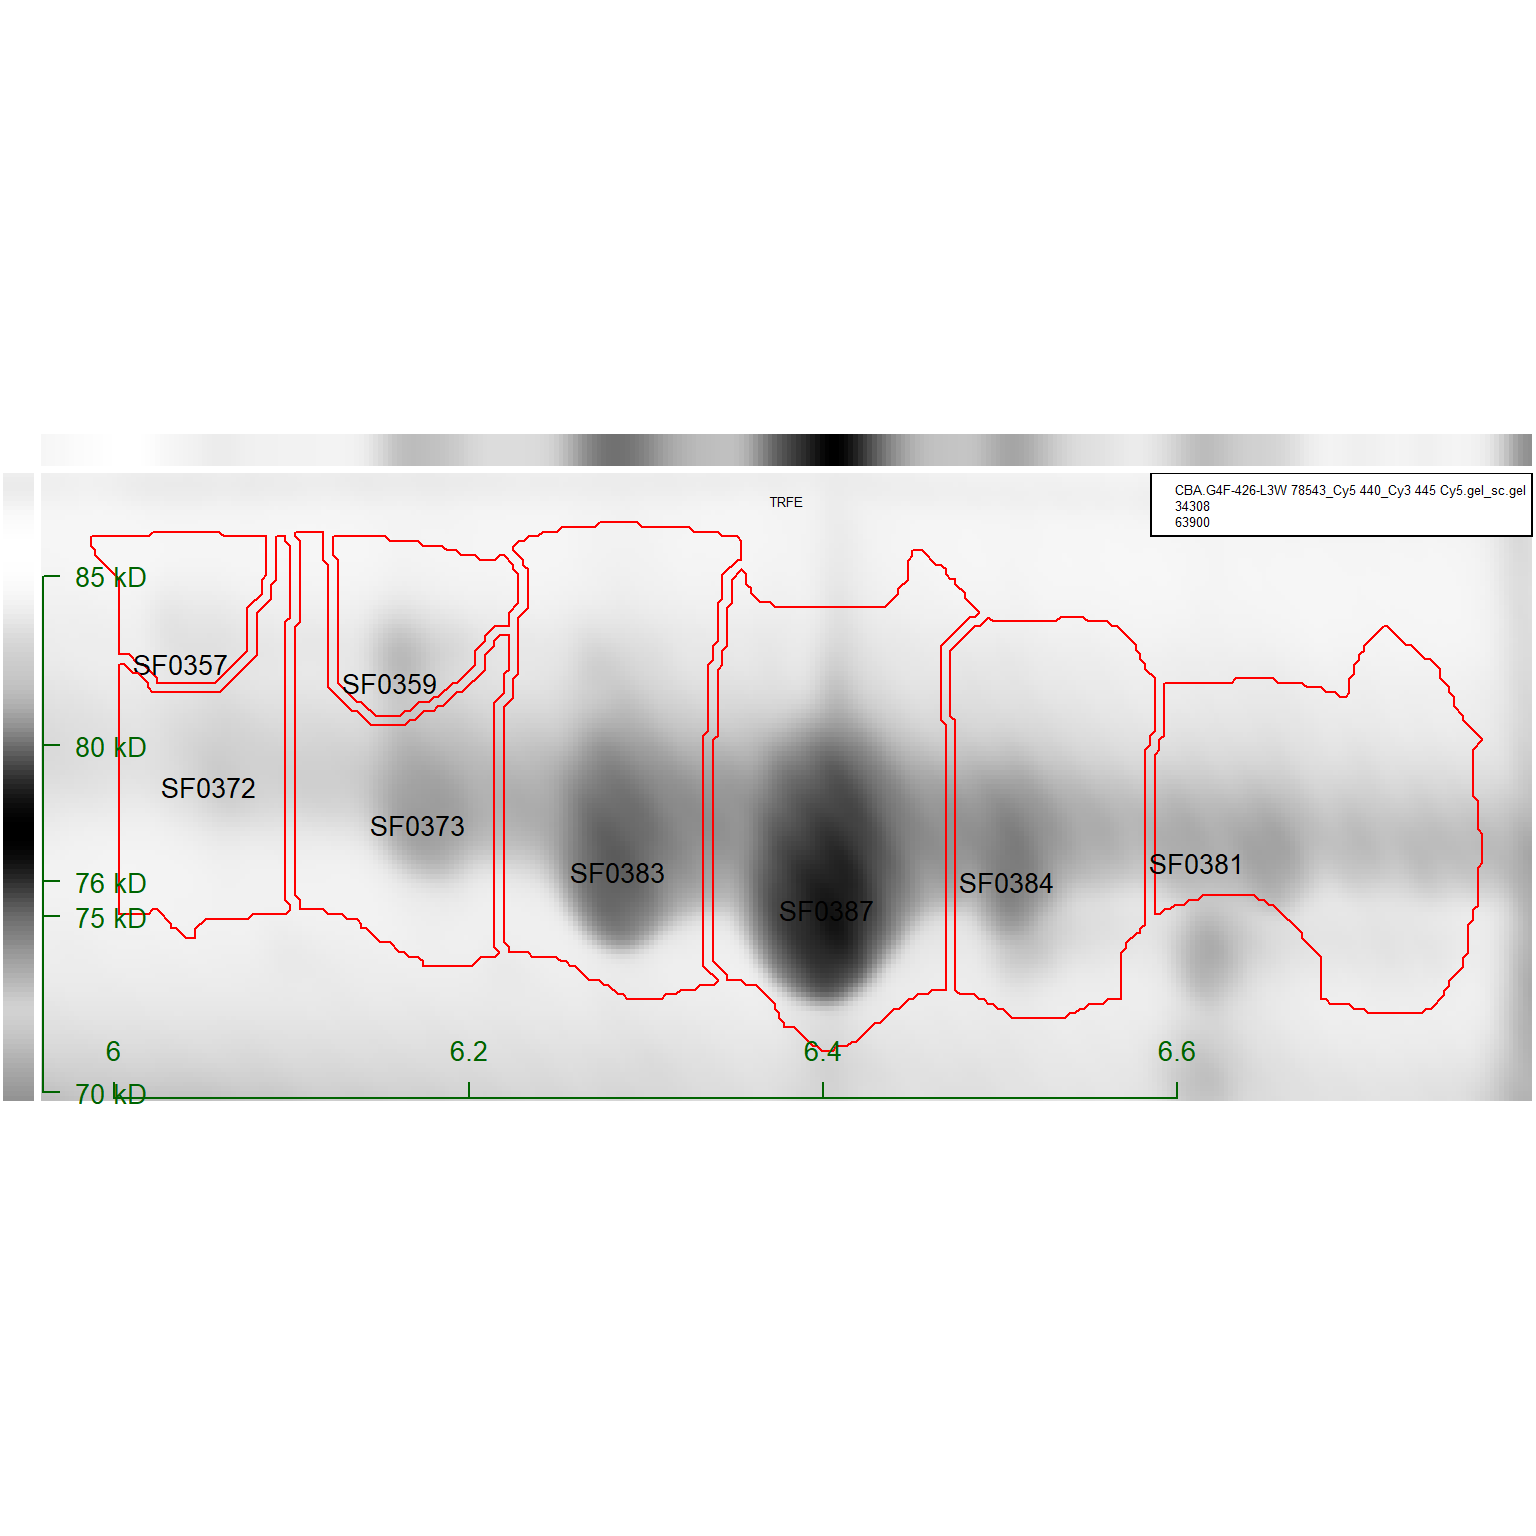 CBA.G4F-426-L3W 78543_Cy5 440_Cy3 445 Cy5.gel_sc.gel
34308
63900
TRFE
85 kD
SF0357
SF0359
80 kD
SF0372
SF0373
SF0383
SF0381
76 kD
SF0384
75 kD
SF0387
6
6.2
6.4
6.6
70 kD